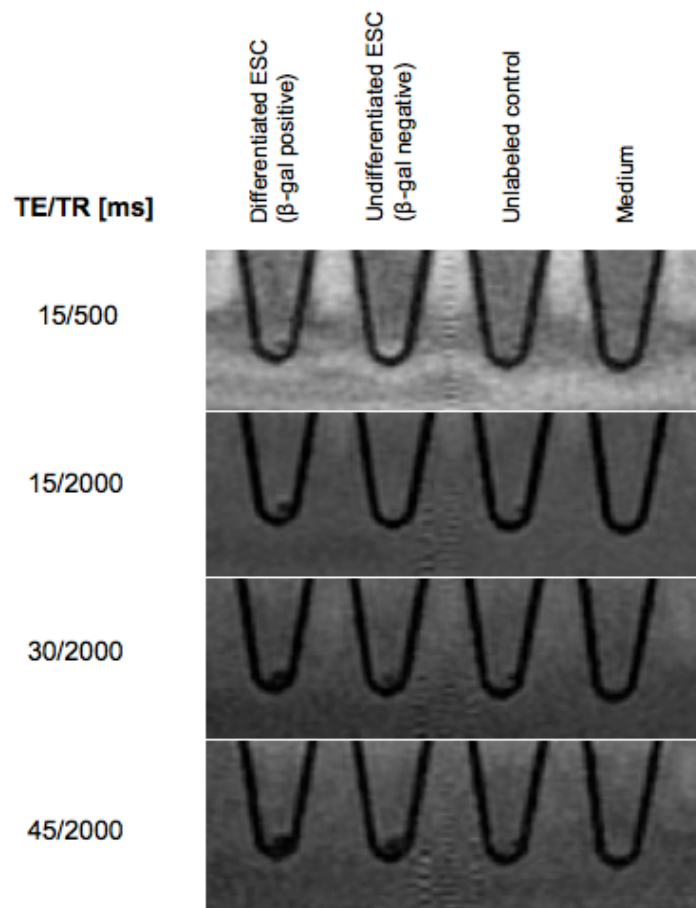 Differentiated ESC
(β-gal positive)
Undifferentiated ESC
(β-gal negative)
Unlabeled control
Medium
TE/TR [ms]
15/500
15/2000
30/2000
45/2000